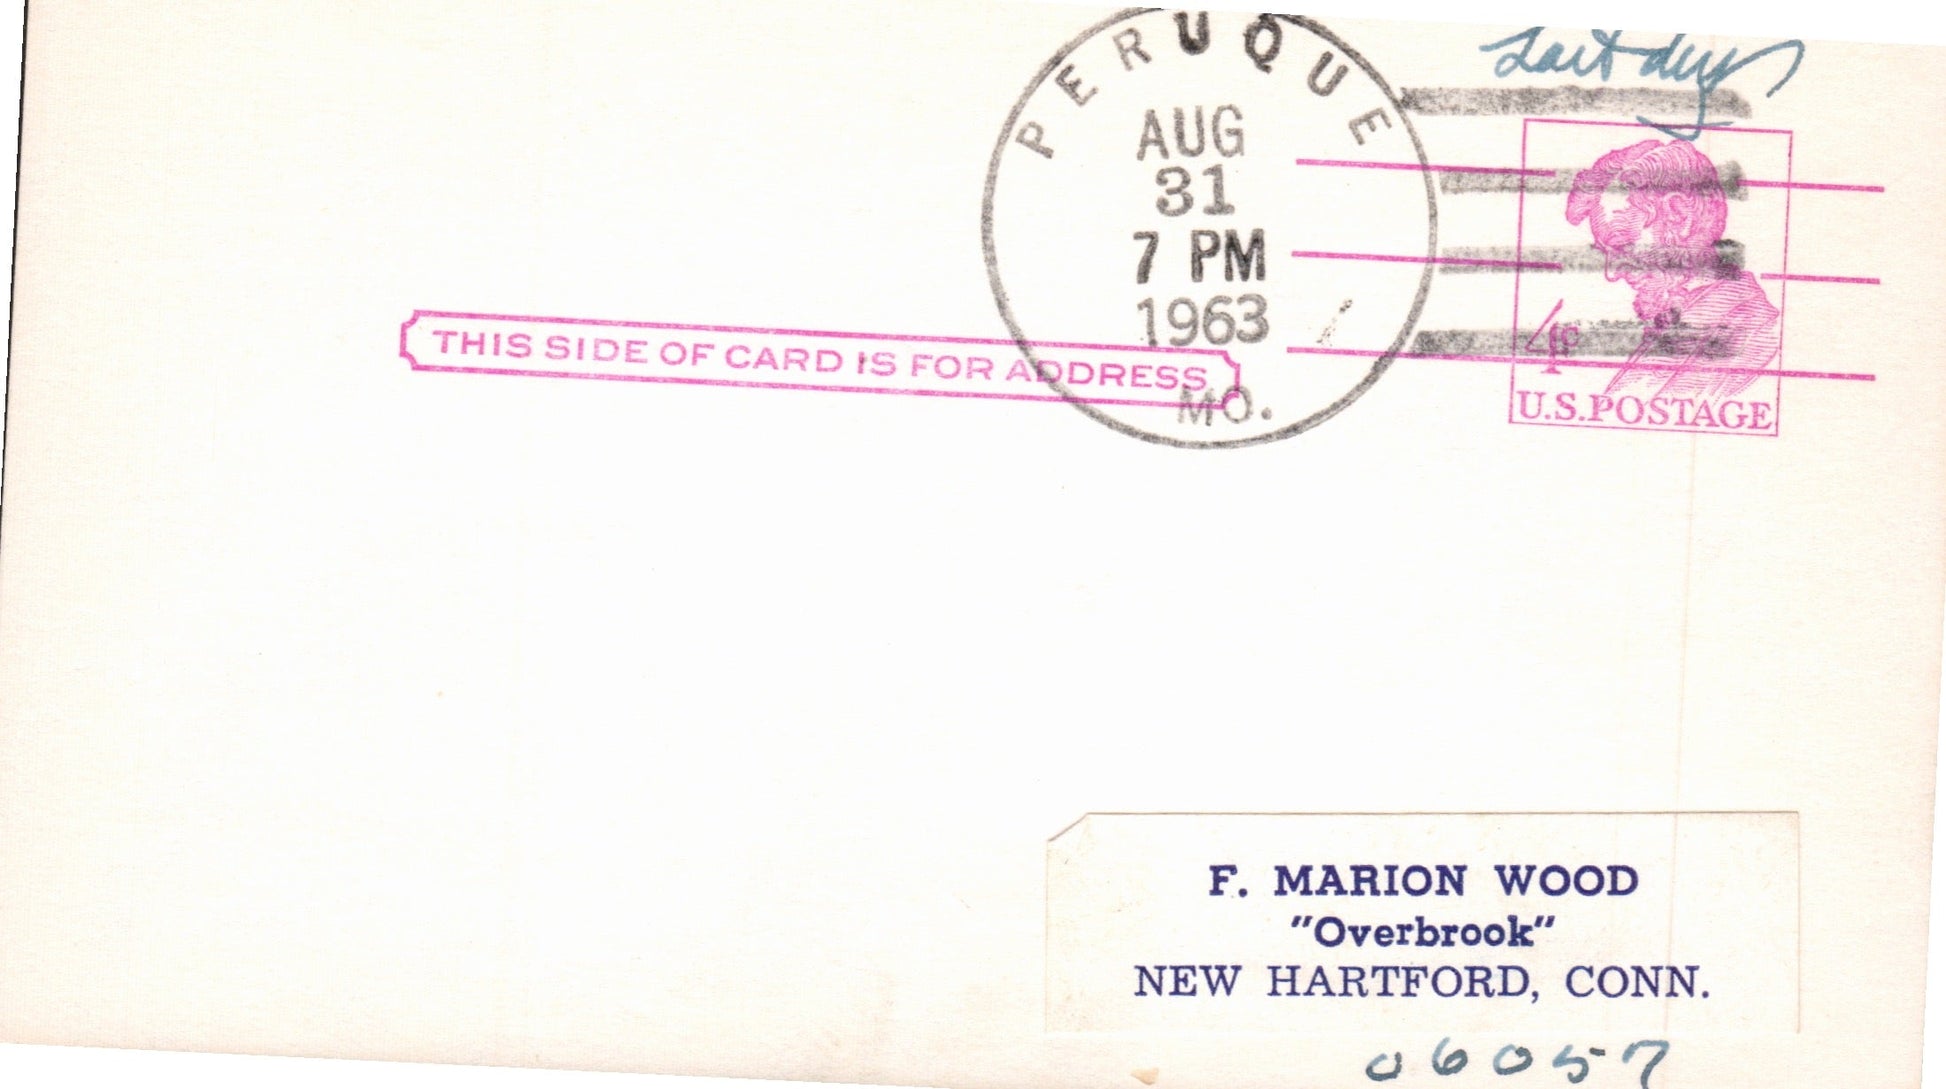 Last day
PERUQUE
AUG
31
7 PM
1963
MO.
THIS SIDE OF CARD IS FOR ADDRESS
4¢
U.S.POSTAGE
F. MARION WOOD
"Overbrook"
NEW HARTFORD, CONN.
06057